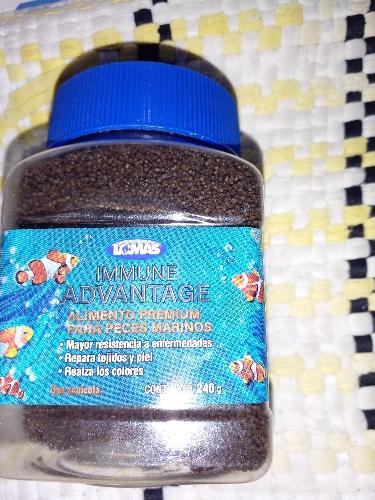 LOMAS
IMMUNE
ADVANTAGE
ALIMENTO PREMIUM
PARA PECES MARINOS
• Mayor resistencia a enfermedades
• Repara tejidos y piel
• Realza los colores
240 g.